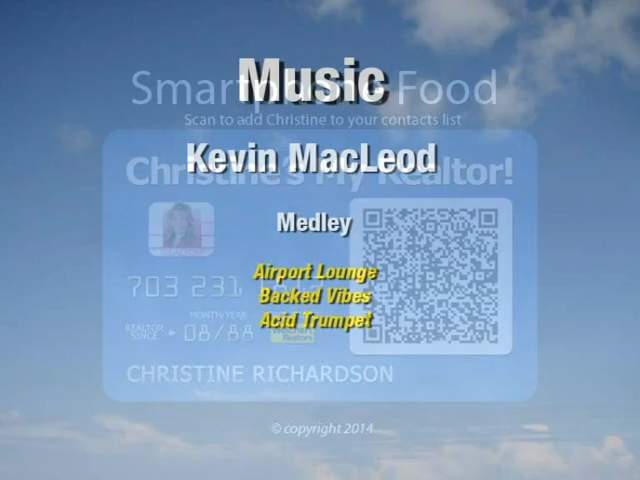 Music
Smartphone Food
Scan to add Christine to your contacts list
Kevin MacLeod
Christine's My Realtor!
Medley
Airport Lounge
Backed Vibes
Acid Trumpet
703 231
MONTH/YEAR
REALTOR SINCE
08/88
CHRISTINE RICHARDSON
© copyright 2014